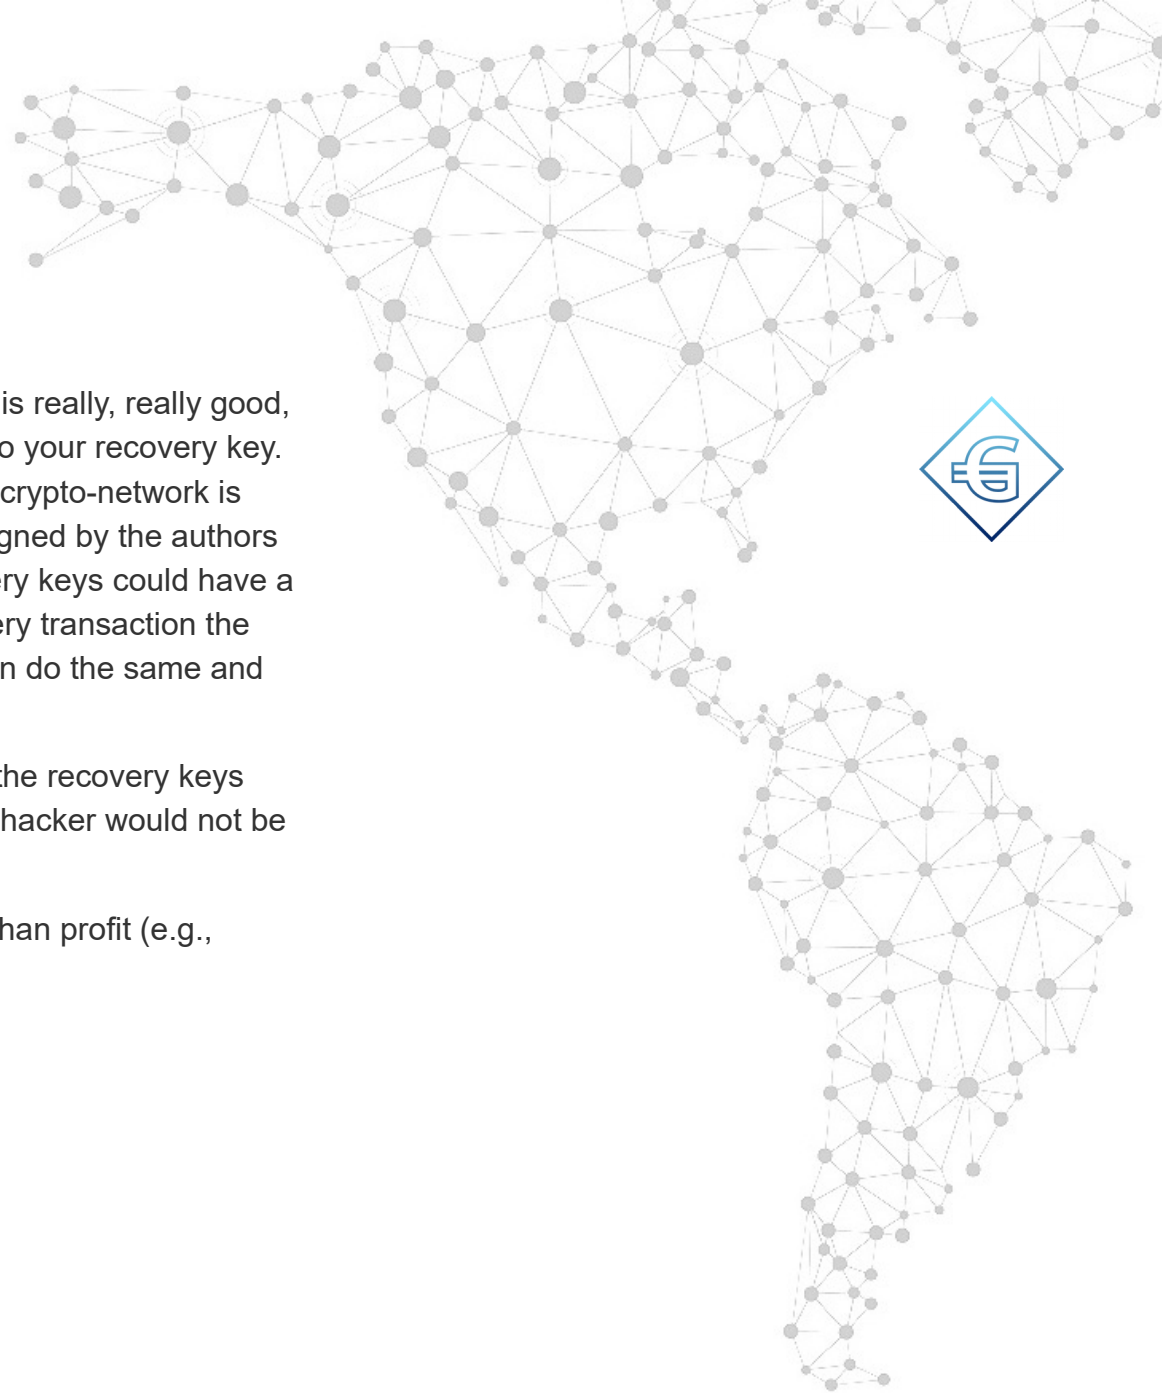 is really, really good,
o your recovery key.
crypto-network is
gned by the authors
ery keys could have a
ery transaction the
n do the same and
the recovery keys
hacker would not be
han profit (e.g.,